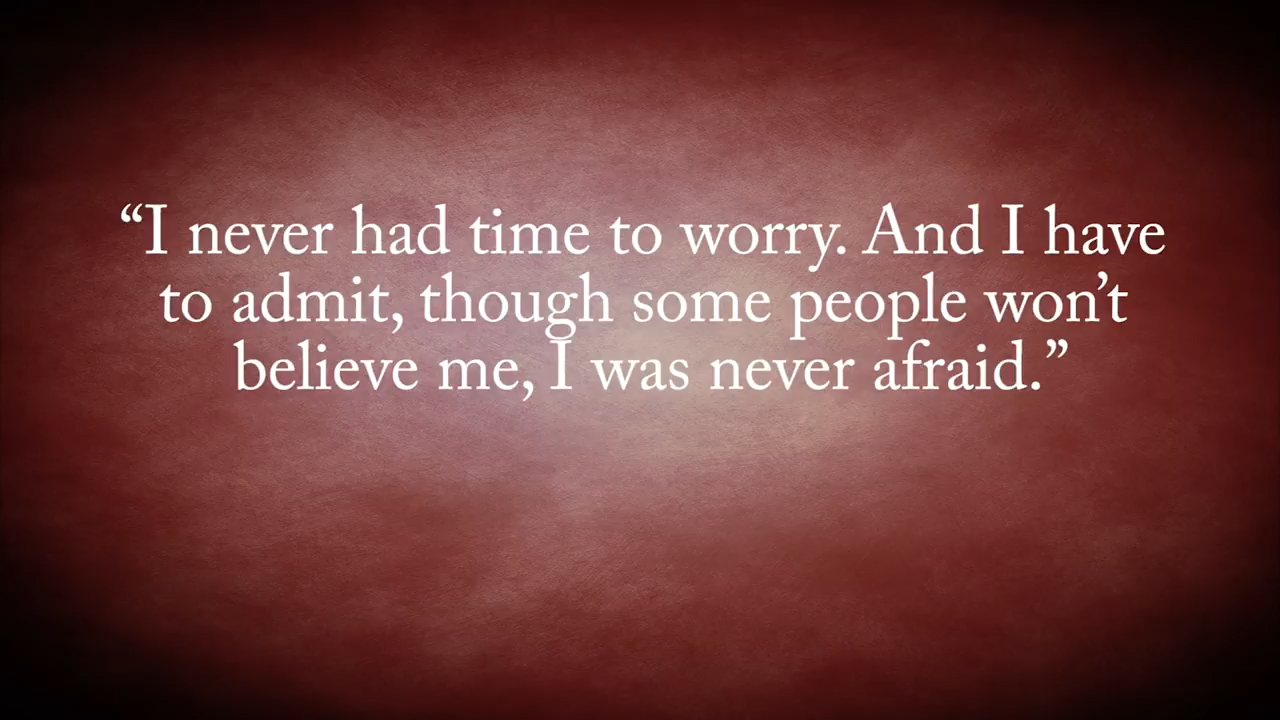 “I never had time to worry. And I have
to admit, though some people won’t
believe me, I was never afraid.”